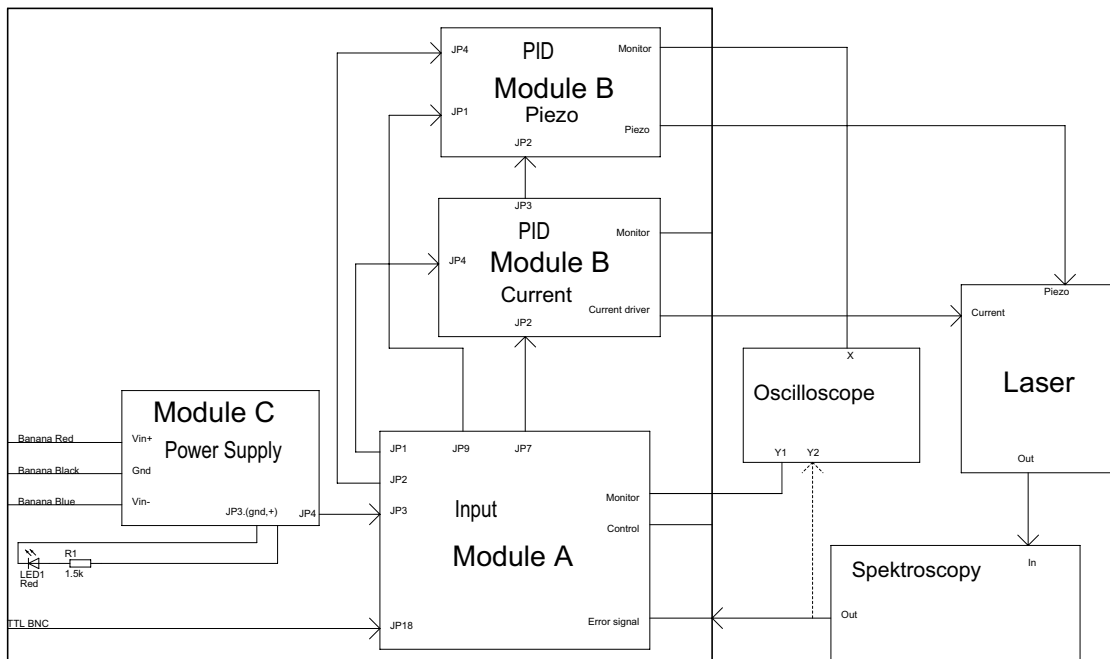 JP4
PID
Monitor
Module B
JP1
Piezo
Piezo
JP2
JP3
PID
Monitor
JP4
Module B
Current
Current driver
JP2
Piezo
Current
Laser
Out
X
Oscilloscope
Y1
Y2
Module C
Power Supply
Banana Red
Vin+
Banana Black
Gnd
Banana Blue
Vin-
JP3.(gnd,+)
JP4
LED1
Red
R1
1.5k
TTL BNC
JP1
JP9
JP7
JP2
JP3
Input
Monitor
Control
Module A
JP18
Error signal
Spektroscopy
In
Out